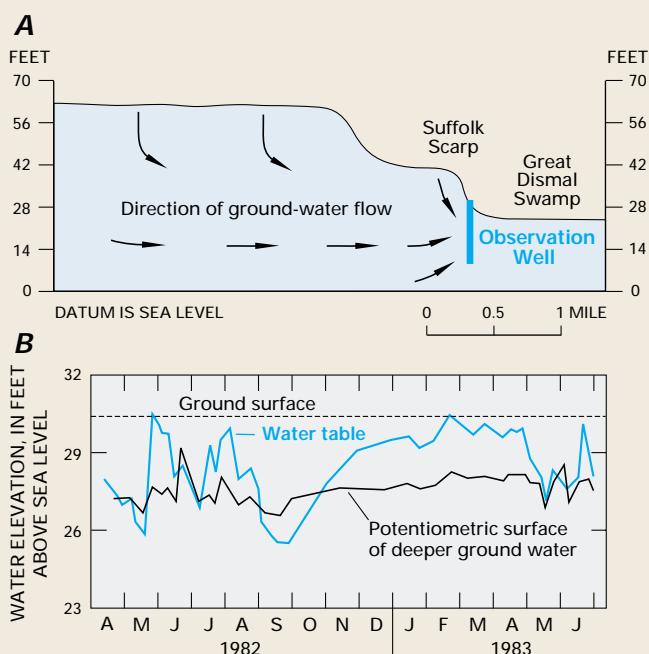 A
FEET
FEET
70
56
42
28
14
0
70
56
42
28
14
0
Suffolk
Scarp
Great
Dismal
Swamp
Direction of ground-water flow
Observation
Well
DATUM IS SEA LEVEL
0 0.5 1 MILE
B
WATER ELEVATION, IN FEET
ABOVE SEA LEVEL
32
29
26
23
Ground surface
Water table
Potentiometric surface
of deeper ground water
A M J J A S O N D J F M A M J
1982 1983